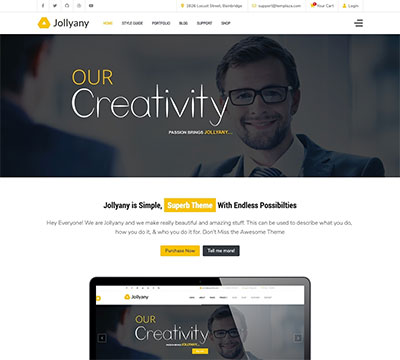 2626 Locust Street, Bainbridge
support@templaza.com
Your Cart
Login
Jollyany
HOME
STYLE GUIDE
PORTFOLIO
BLOG
SUPPORT
SHOP
OUR
Creativity
PASSION BRINGS JOLLYANY...
Jollyany is Simple, Superb Theme With Endless Possibilties
Hey Everyone! We are Jollyany and we make really beautiful and amazing stuff. This can be used to describe what you do,
how you do it, & who you do it for. Don't Miss the Awesome Theme
Purchase Now
Tell me more!
Jollyany
OUR
Creativity